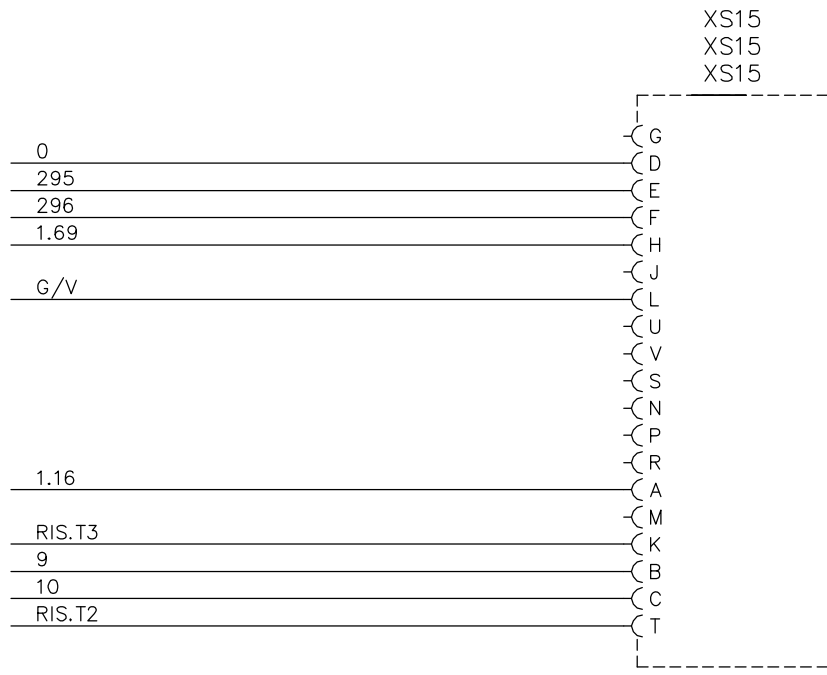 XS15
XS15
XS15
G
0 D
295 E
296 F
1.69 H
J
G/V L
U
V
S
N
P
R
1.16 A
M
RIS.T3 K
9 B
10 C
RIS.T2 T